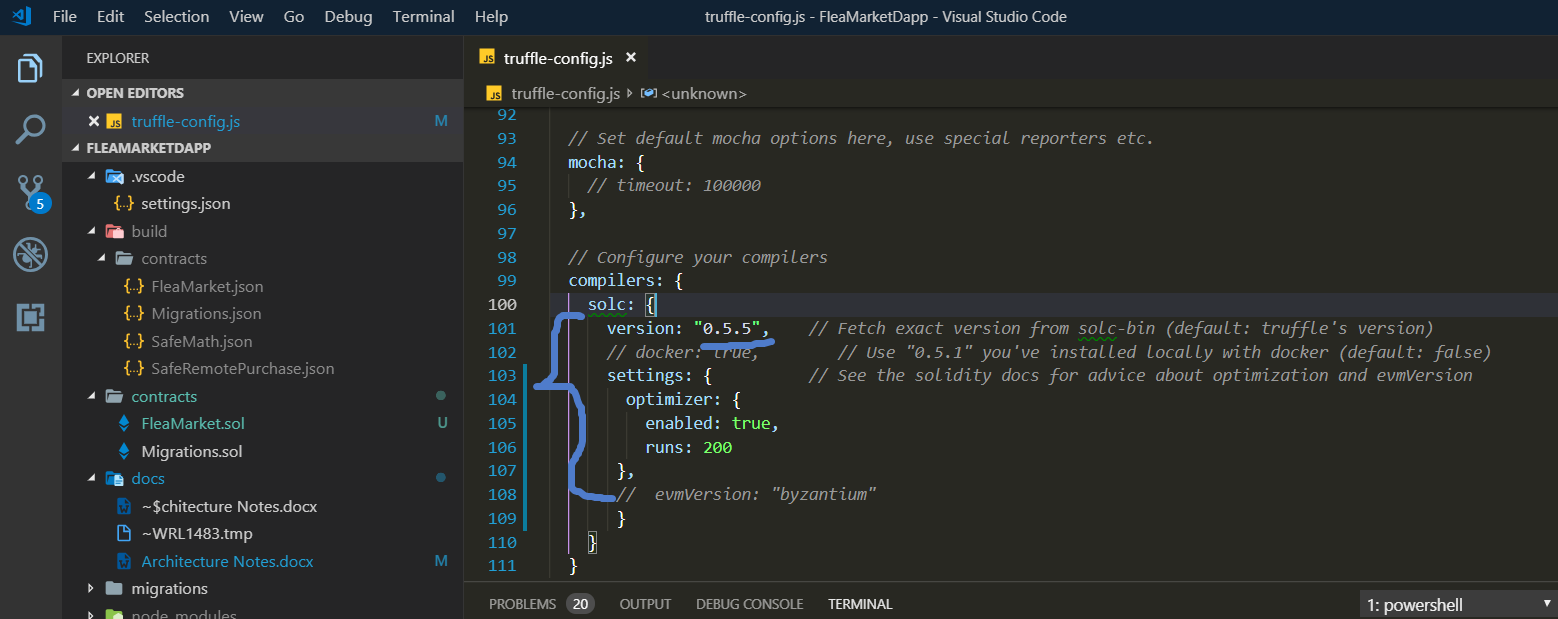 File Edit Selection View Go Debug Terminal Help
truffle-config.js - FleaMarketDapp - Visual Studio Code
EXPLORER
OPEN EDITORS
truffle-config.js M
FLEAMARKETDAPP
.vscode
settings.json
build
contracts
FleaMarket.json
Migrations.json
SafeMath.json
SafeRemotePurchase.json
contracts
FleaMarket.sol U
Migrations.sol
docs
~$chitecture Notes.docx
~WRL1483.tmp
Architecture Notes.docx M
migrations
node_modules
5
JS truffle-config.js ×
JS truffle-config.js <unknown>
92
93 // Set default mocha options here, use special reporters etc.
94 mocha: {
95 // timeout: 100000
96 },
97
98 // Configure your compilers
99 compilers: {
100 solc: {
101 version: "0.5.5", // Fetch exact version from solc-bin (default: truffle's version)
102 // docker: true, // Use "0.5.1" you've installed locally with docker (default: false)
103 settings: { // See the solidity docs for advice about optimization and evmVersion
104 optimizer: {
105 enabled: true,
106 runs: 200
107 },
108 // evmVersion: "byzantium"
109 }
110 }
111 }
PROBLEMS 20 OUTPUT DEBUG CONSOLE TERMINAL 1: powershell